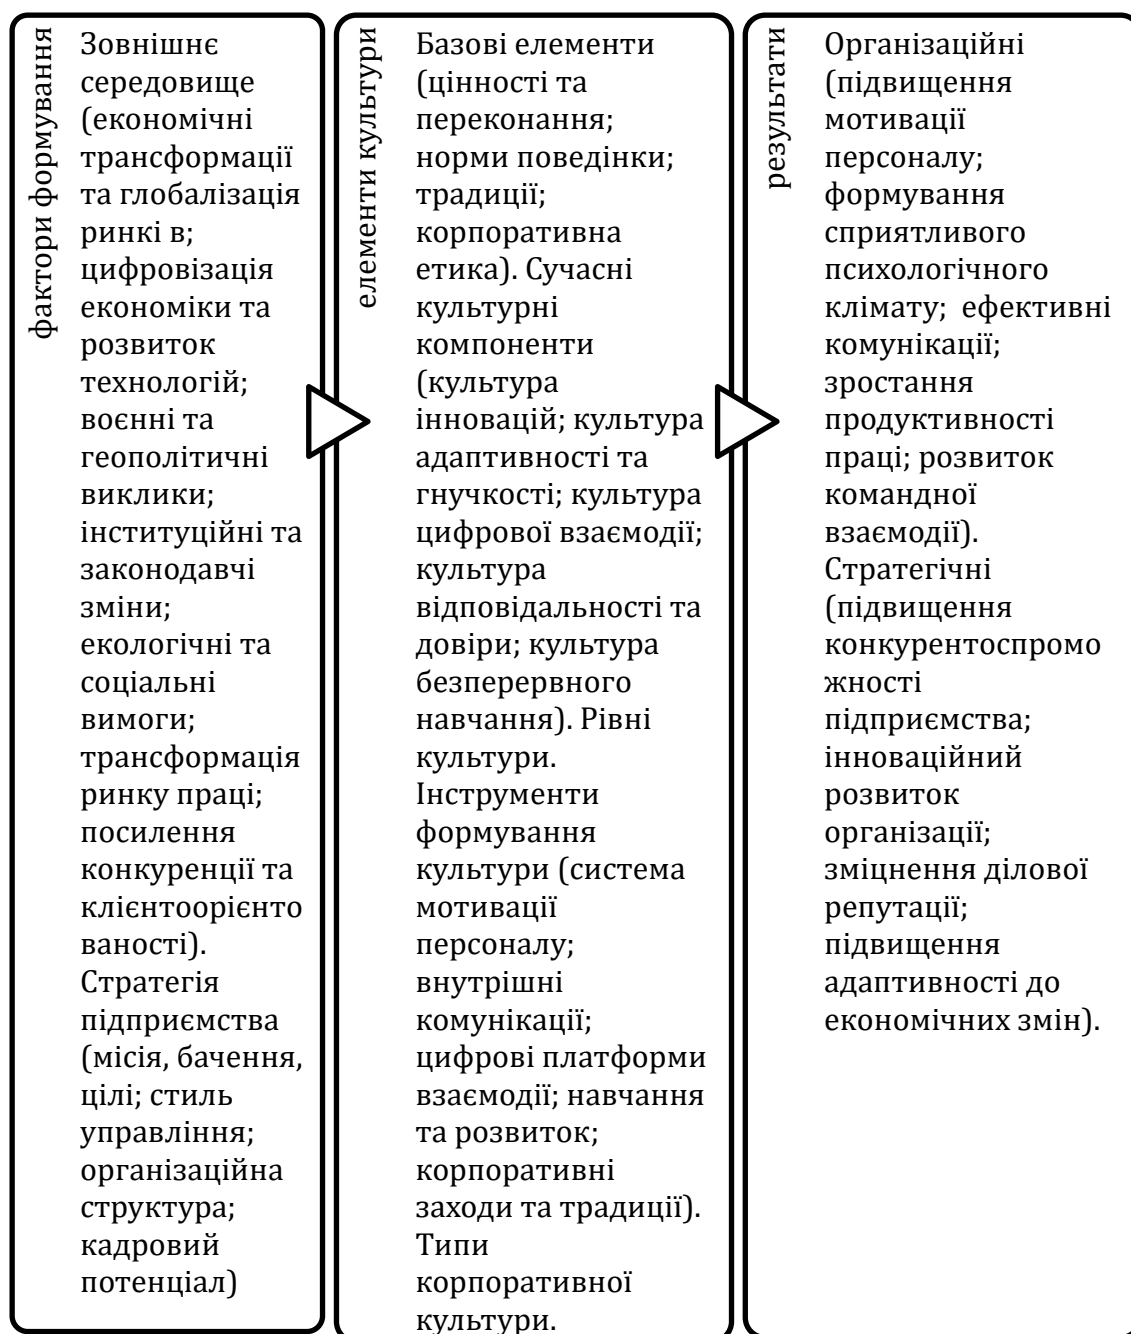 фактори формування
Зовнішнє
середовище
(економічні
трансформації
та глобалізація
ринкі в;
цифровізація
економіки та
розвиток
технологій;
воєнні та
геополітичні
виклики;
інституційні та
законодавчі
зміни;
екологічні та
соціальні
вимоги;
трансформація
ринку праці;
посилення
конкуренції та
клієнтоорієнто
ваності).
Стратегія
підприємства
(місія, бачення,
цілі; стиль
управління;
організаційна
структура;
кадровий
потенціал)
елементи культури
Базові елементи
(цінності та
переконання;
норми поведінки;
традиції;
корпоративна
етика). Сучасні
культурні
компоненти
(культура
інновацій; культура
адаптивності та
гнучкості; культура
цифрової взаємодії;
культура
відповідальності та
довіри; культура
безперервного
навчання). Рівні
культури.
Інструменти
формування
культури (система
мотивації
персоналу;
внутрішні
комунікації;
цифрові платформи
взаємодії; навчання
та розвиток;
корпоративні
заходи та традиції).
Типи
корпоративної
культури.
результати
Організаційні
(підвищення
мотивації
персоналу;
формування
сприятливого
психологічного
клімату; ефективні
комунікації;
зростання
продуктивності
праці; розвиток
командної
взаємодії).
Стратегічні
(підвищення
конкурентоспромо
жності
підприємства;
інноваційний
розвиток
організації;
зміцнення ділової
репутації;
підвищення
адаптивності до
економічних змін).